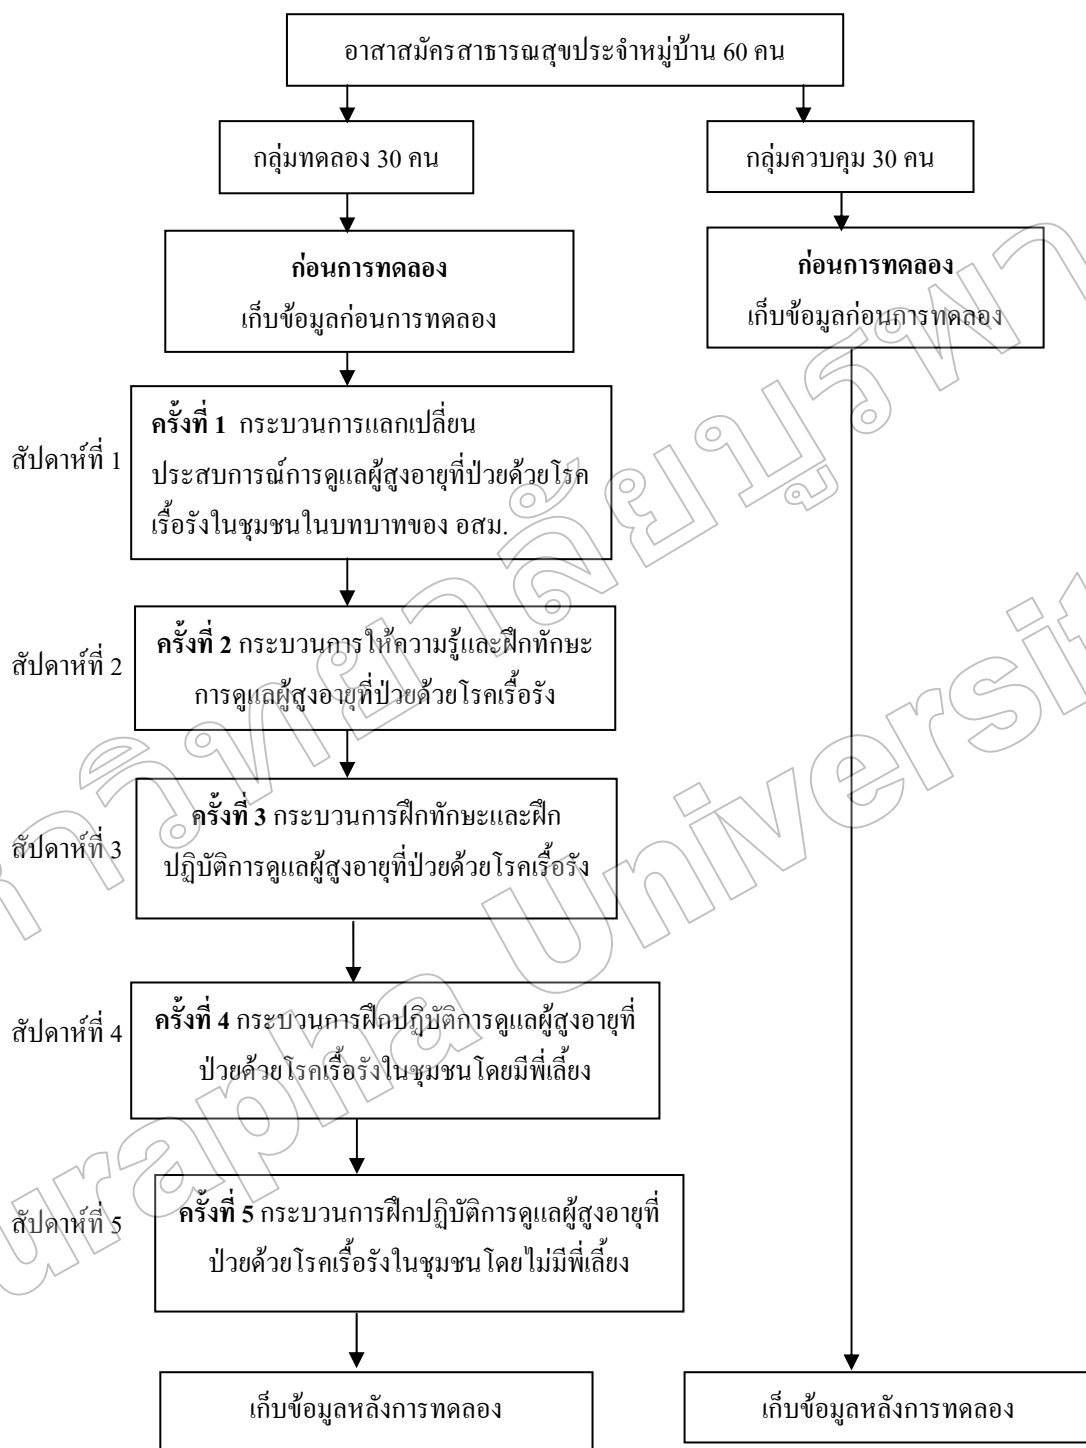 อาสาสมัครสาธารณสุขประจำหมู่บ้าน 60 คน
กลุ่มทดลอง 30 คน
กลุ่มควบคุม 30 คน
ก่อนการทดลอง
เก็บข้อมูลก่อนการทดลอง
ก่อนการทดลอง
เก็บข้อมูลก่อนการทดลอง
สัปดาห์ที่ 1
ครั้งที่ 1 กระบวนการแลกเปลี่ยน
ประสบการณ์การดูแลผู้สูงอายุที่ป่วยด้วยโรค
เรื้อรังในชุมชนในบทบาทของ อสม.
สัปดาห์ที่ 2
ครั้งที่ 2 กระบวนการให้ความรู้และฝึกทักษะ
การดูแลผู้สูงอายุที่ป่วยด้วยโรคเรื้อรัง
สัปดาห์ที่ 3
ครั้งที่ 3 กระบวนการฝึกทักษะและฝึก
ปฏิบัติการดูแลผู้สูงอายุที่ป่วยด้วยโรคเรื้อรัง
สัปดาห์ที่ 4
ครั้งที่ 4 กระบวนการฝึกปฏิบัติการดูแลผู้สูงอายุที่
ป่วยด้วยโรคเรื้อรังในชุมชนโดยมีพี่เลี้ยง
สัปดาห์ที่ 5
ครั้งที่ 5 กระบวนการฝึกปฏิบัติการดูแลผู้สูงอายุที่
ป่วยด้วยโรคเรื้อรังในชุมชนโดยไม่มีพี่เลี้ยง
เก็บข้อมูลหลังการทดลอง
เก็บข้อมูลหลังการทดลอง
วิทยาลัยบูรพา
urapha Universit